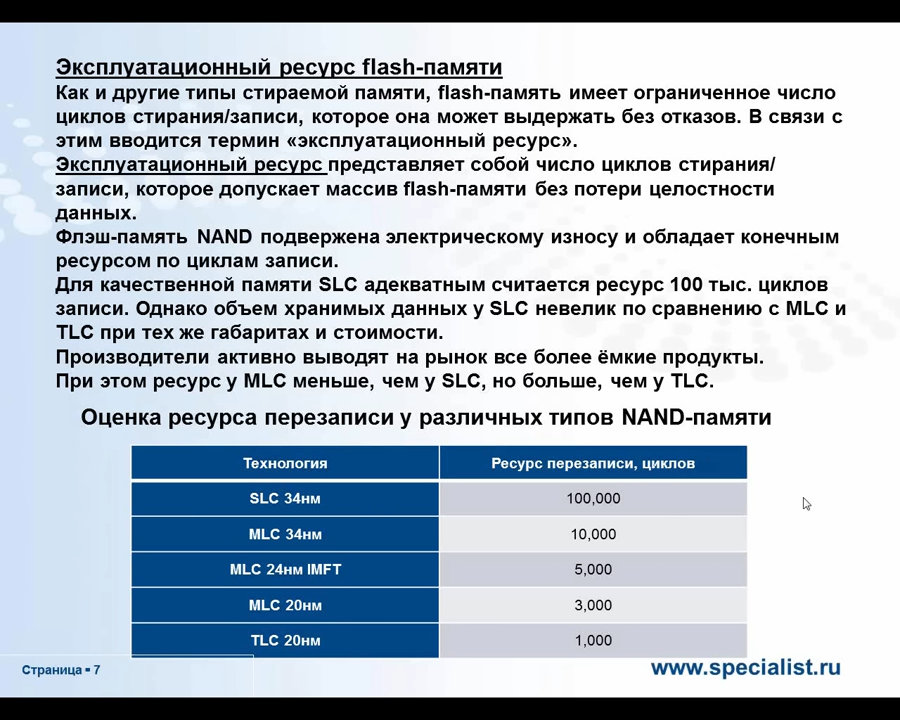 Эксплуатационный ресурс flash-памяти
Как и другие типы стираемой памяти, flash-память имеет ограниченное число
циклов стирания/записи, которое она может выдержать без отказов. В связи с
этим вводится термин «эксплуатационный ресурс».
Эксплуатационный ресурс представляет собой число циклов стирания/
записи, которое допускает массив flash-памяти без потери целостности
данных.
Флэш-память NAND подвержена электрическому износу и обладает конечным
ресурсом по циклам записи.
Для качественной памяти SLC адекватным считается ресурс 100 тыс. циклов
записи. Однако объем хранимых данных у SLC невелик по сравнению с MLC и
TLC при тех же габаритах и стоимости.
Производители активно выводят на рынок все более ёмкие продукты.
При этом ресурс у MLC меньше, чем у SLC, но больше, чем у TLC.
Оценка ресурса перезаписи у различных типов NAND-памяти
Технология Ресурс перезаписи, циклов
SLC 34нм 100,000
MLC 34нм 10,000
MLC 24нм IMFT 5,000
MLC 20нм 3,000
TLC 20нм 1,000
Страница ▪ 7 www.specialist.ru